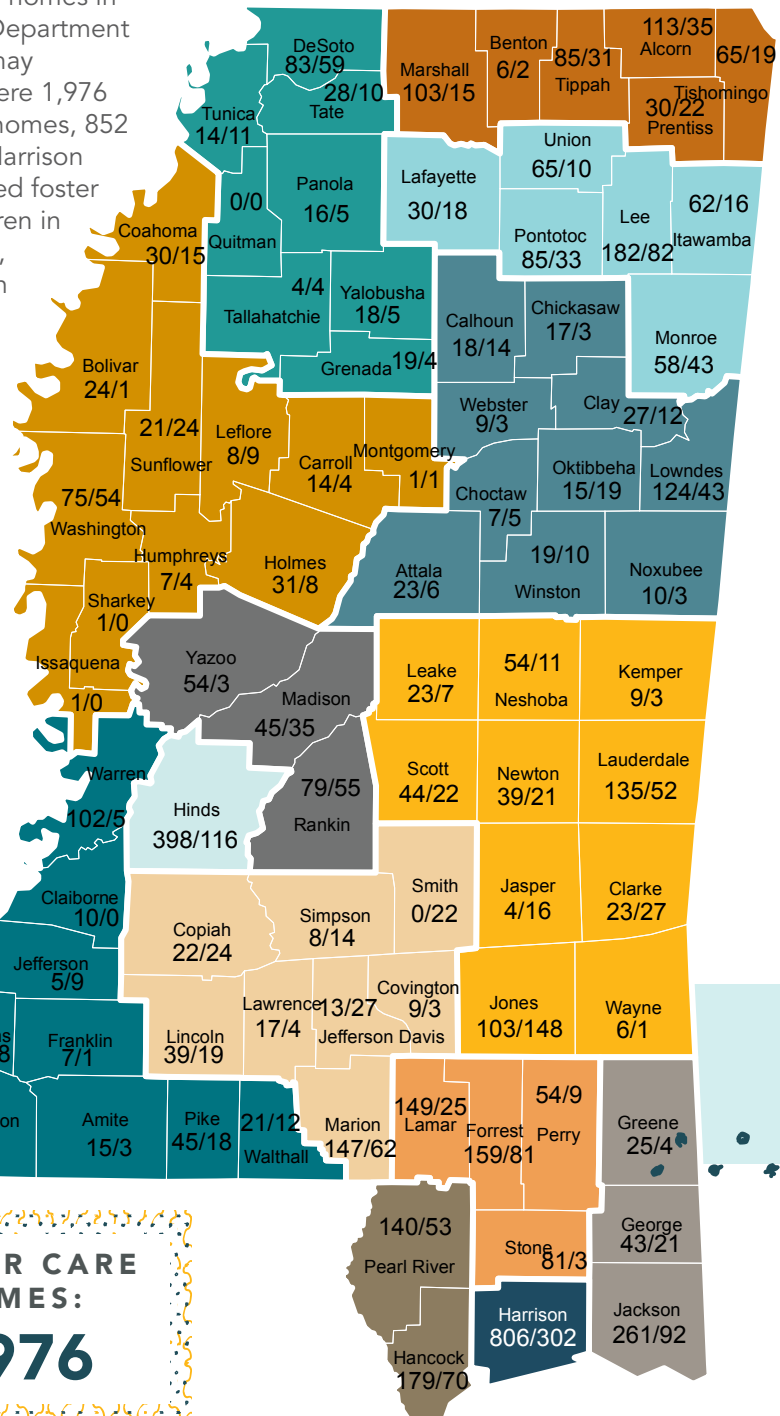 homes in
Department
may
ere 1,976
homes, 852
Harrison
ed foster
ren in
,
n
DeSoto
83/59
28/10
Tate
Tunica
14/11
Marshall
103/15
Benton
6/2
85/31
Tippah
113/35
Alcorn
65/19
Tishomingo
30/22
Prentiss
0/0
Quitman
Panola
16/5
Lafayette
30/18
Union
65/10
Pontotoc
85/33
Lee
182/82
62/16
Itawamba
Coahoma
30/15
4/4
Tallahatchie
Yalobusha
18/5
Grenada 19/4
Calhoun
18/14
Chickasaw
17/3
Monroe
58/43
Bolivar
24/1
21/24
Sunflower
Leflore
8/9
Carroll
14/4
Montgomery
1/1
Webster
9/3
Clay 27/12
Choctaw
7/5
Oktibbeha
15/19
Lowndes
124/43
75/54
Washington
Humphreys
7/4
Holmes
31/8
Attala
23/6
19/10
Winston
Noxubee
10/3
Sharkey
1/0
Issaquena
1/0
Yazoo
54/3
Madison
45/35
Leake
23/7
54/11
Neshoba
Kemper
9/3
Warren
102/5
Hinds
398/116
79/55
Rankin
Scott
44/22
Newton
39/21
Lauderdale
135/52
Claiborne
10/0
Copiah
22/24
Simpson
8/14
Smith
0/22
Jasper
4/16
Clarke
23/27
Jefferson
5/9
s
8
Franklin
7/1
Lincoln
39/19
Lawrence
17/4
13/27
Jefferson Davis
Covington
9/3
Jones
103/148
Wayne
6/1
on
Amite
15/3
Pike
45/18
21/12
Walthall
Marion
147/62
149/25
Lamar
Forrest
159/81
54/9
Perry
Greene
25/4
140/53
Pearl River
Stone
81/3
George
43/21
Hancock
179/70
Harrison
806/302
Jackson
261/92
R CARE
MES:
976